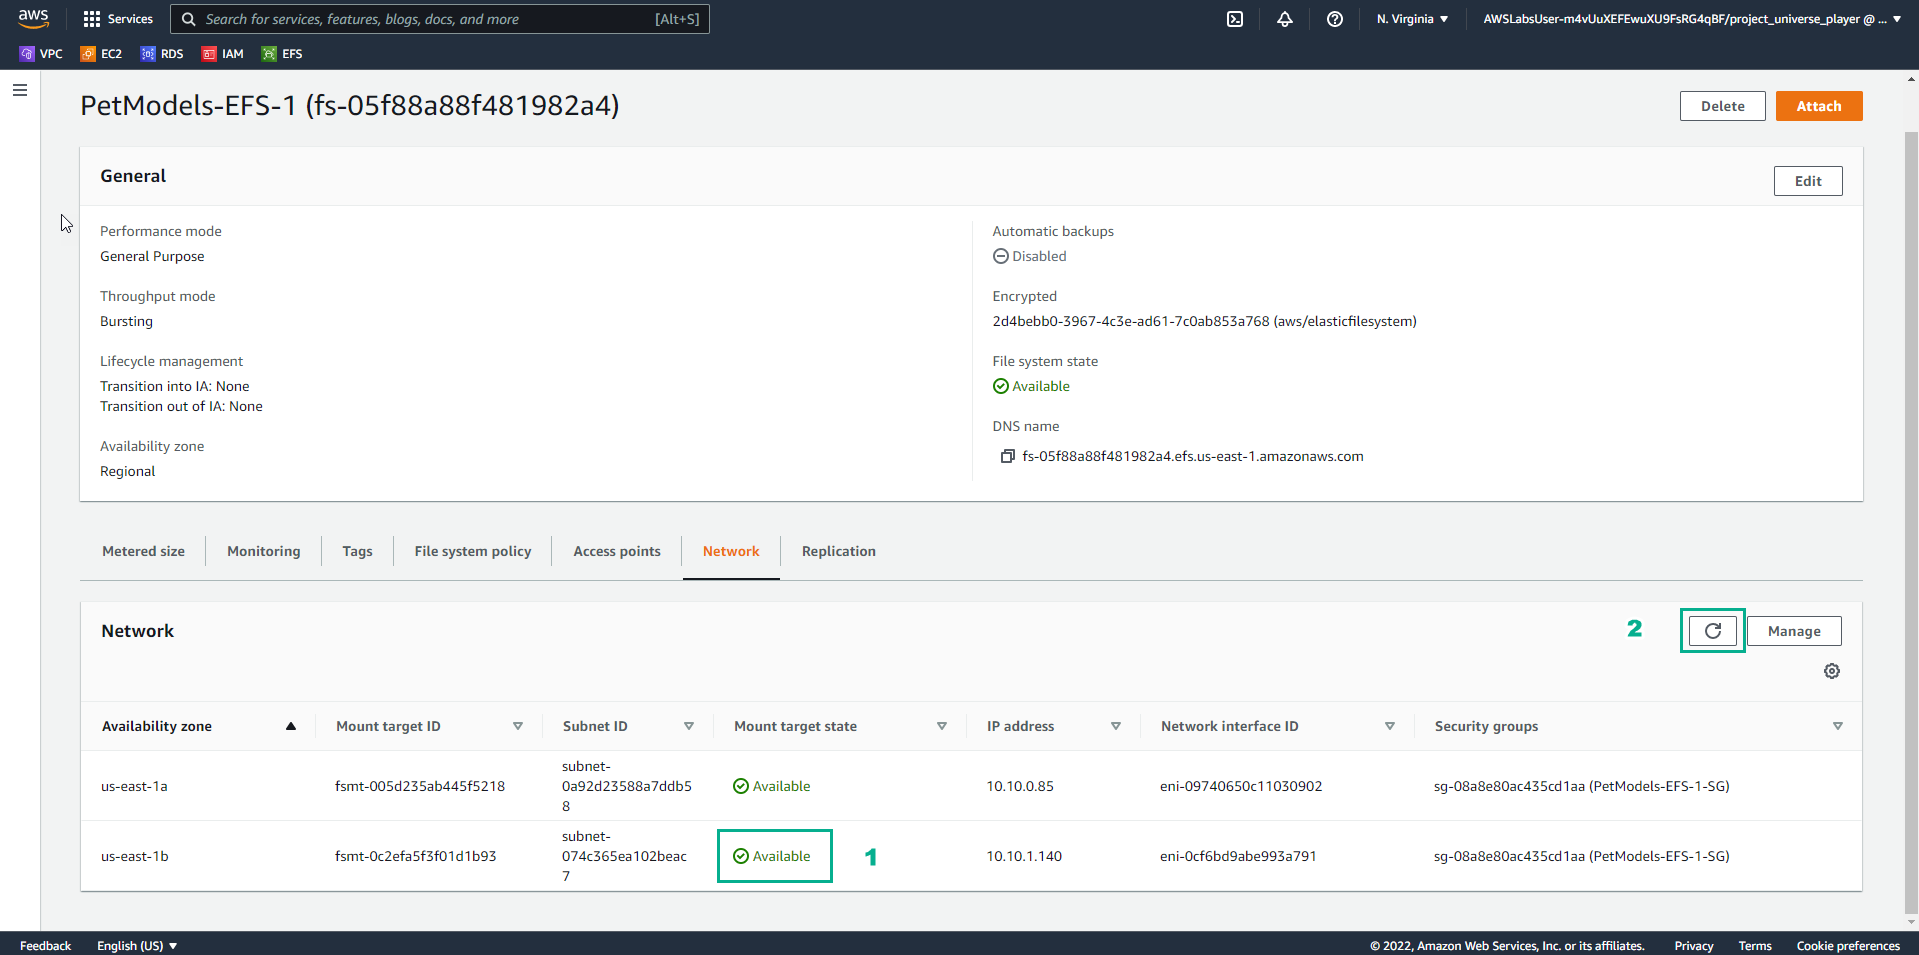 aws Services Search for services, features, blogs, docs, and more [Alt+S] N. Virginia ▼ AWSLabsUser-m4vUuXEFEwuXU9FsRG4qBF/project_universe_player @ ... ▼
VPC EC2 RDS IAM EFS
PetModels-EFS-1 (fs-05f88a88f481982a4) Delete Attach
General Edit
Performance mode
General Purpose
Throughput mode
Bursting
Lifecycle management
Transition into IA: None
Transition out of IA: None
Availability zone
Regional
Automatic backups
Disabled
Encrypted
2d4bebb0-3967-4c3e-ad61-7c0ab853a768 (aws/elasticfilesystem)
File system state
Available
DNS name
fs-05f88a88f481982a4.efs.us-east-1.amazonaws.com
Metered size Monitoring Tags File system policy Access points Network Replication
Network 2 Manage
Availability zone Mount target ID Subnet ID Mount target state IP address Network interface ID Security groups
us-east-1a fsmt-005d235ab445f5218 subnet-
0a92d23588a7ddb5
8 Available 10.10.0.85 eni-09740650c11030902 sg-08a8e80ac435cd1aa (PetModels-EFS-1-SG)
us-east-1b fsmt-0c2efa5f3f01d1b93 subnet-
074c365ea102beac
7 Available 1 10.10.1.140 eni-0cf6bd9abe993a791 sg-08a8e80ac435cd1aa (PetModels-EFS-1-SG)
Feedback English (US) ▼ © 2022, Amazon Web Services, Inc. or its affiliates. Privacy Terms Cookie preferences